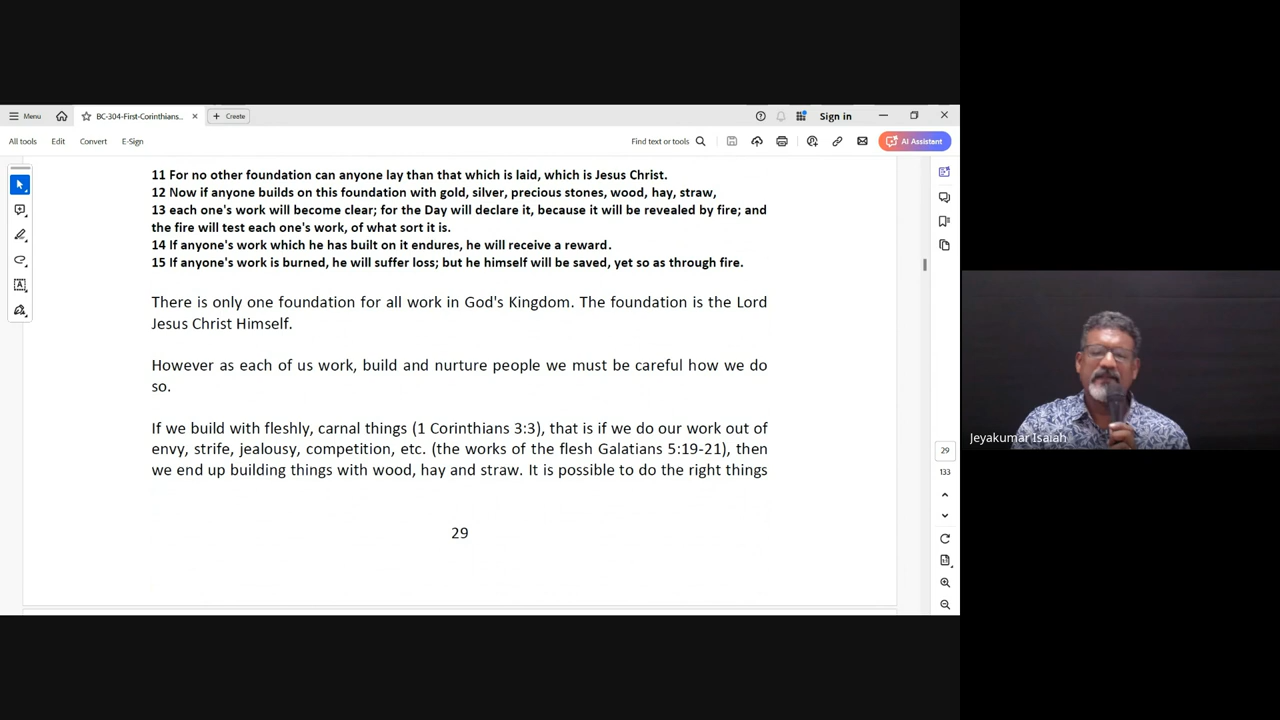 Menu
BC-304-First-Corinthians...
Create
Sign in
All tools
Edit
Convert
E-Sign
Find text or tools
AI Assistant
11 For no other foundation can anyone lay than that which is laid, which is Jesus Christ.
12 Now if anyone builds on this foundation with gold, silver, precious stones, wood, hay, straw,
13 each one's work will become clear; for the Day will declare it, because it will be revealed by fire; and
the fire will test each one's work, of what sort it is.
14 If anyone's work which he has built on it endures, he will receive a reward.
15 If anyone's work is burned, he will suffer loss; but he himself will be saved, yet so as through fire.
There is only one foundation for all work in God's Kingdom. The foundation is the Lord
Jesus Christ Himself.
However as each of us work, build and nurture people we must be careful how we do
so.
If we build with fleshly, carnal things (1 Corinthians 3:3), that is if we do our work out of
envy, strife, jealousy, competition, etc. (the works of the flesh Galatians 5:19-21), then
we end up building things with wood, hay and straw. It is possible to do the right things
29
29
133
Jeyakumar Isaiah